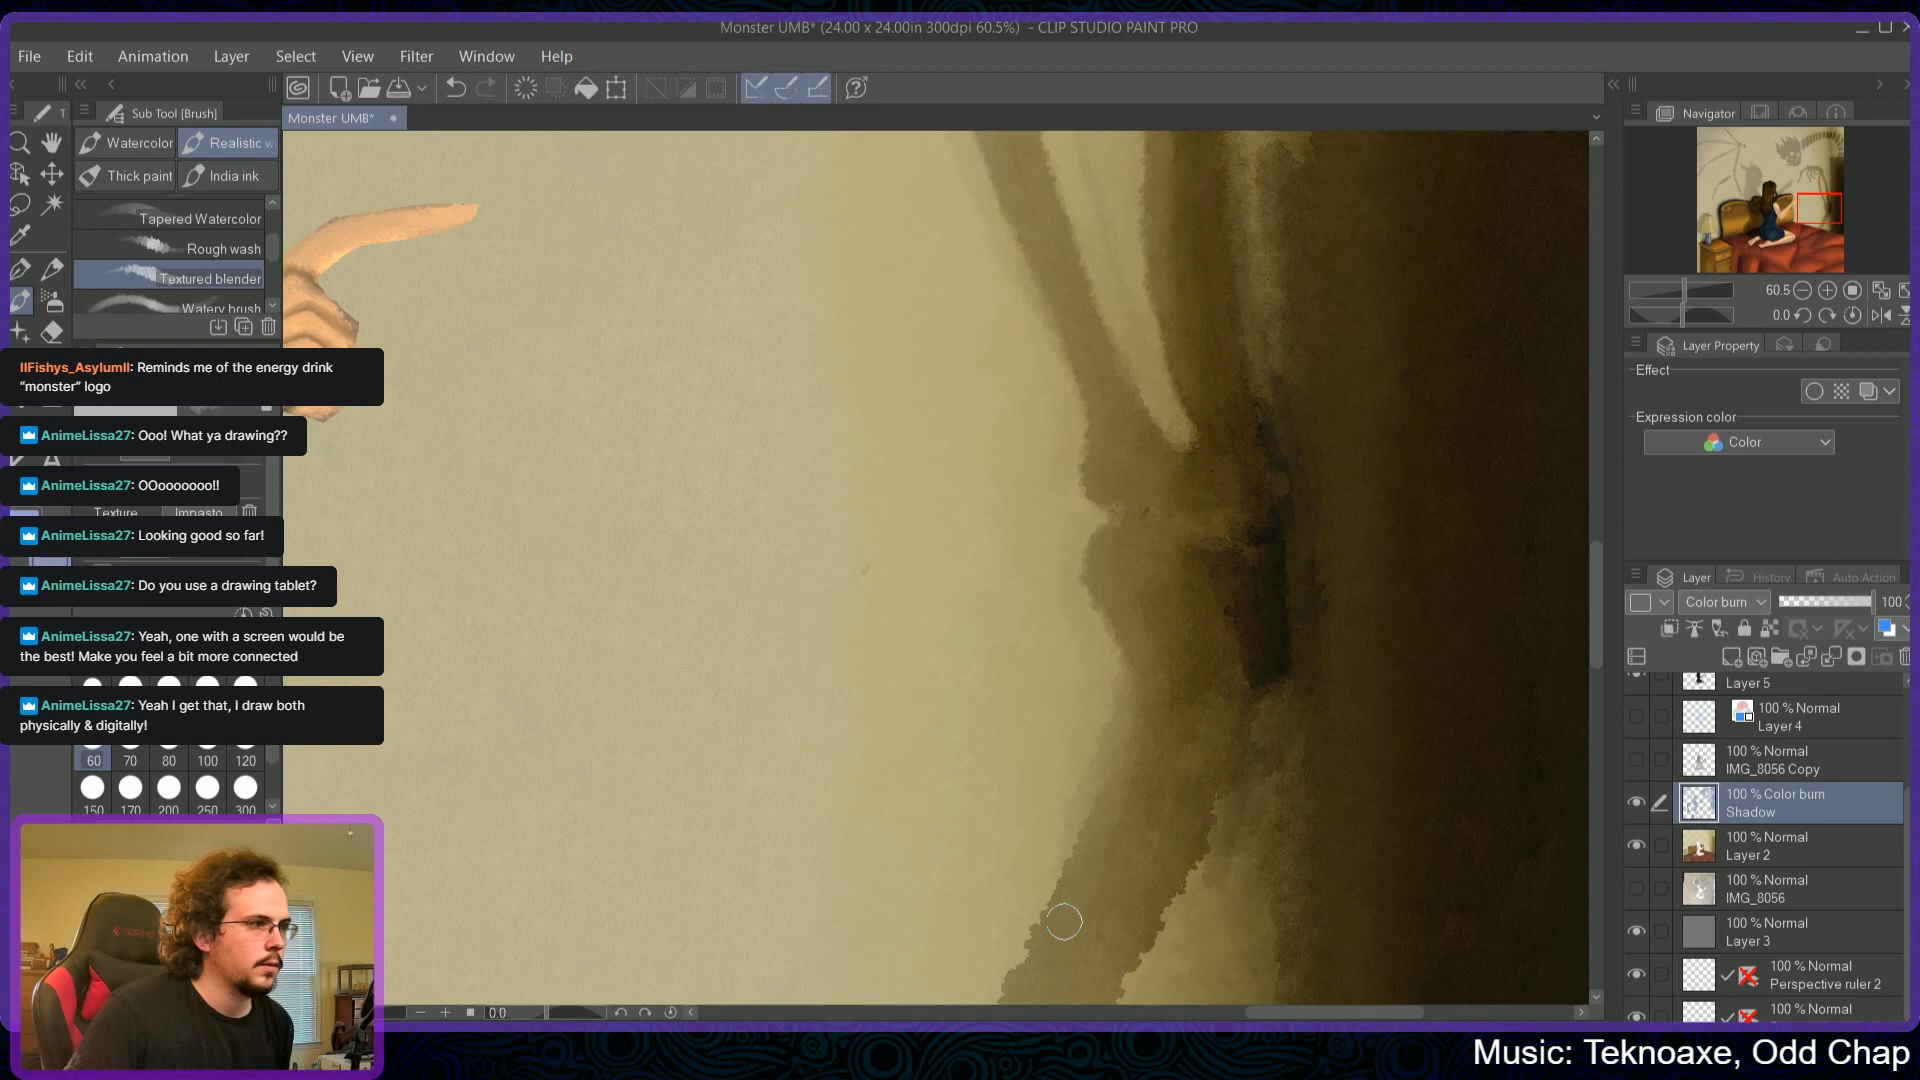 Monster UMB* (24.00 x 24.00in 300dpi 60.5%) - CLIP STUDIO PAINT PRO
File Edit Animation Layer Select View Filter Window Help
Sub Tool [Brush]
Monster UMB*
Watercolor
Realistic w
Thick paint
India ink
Tapered Watercolor
Rough wash
Textured blender
Watery brush
IIFishys_AsylumII: Reminds me of the energy drink
“monster” logo
AnimeLissa27: Ooo! What ya drawing??
AnimeLissa27: OOooooooo!!
Texture Impasto
AnimeLissa27: Looking good so far!
AnimeLissa27: Do you use a drawing tablet?
AnimeLissa27: Yeah, one with a screen would be
the best! Make you feel a bit more connected
AnimeLissa27: Yeah I get that, I draw both
physically & digitally!
60 70 80 100 120
150 170 200 250 300
0.0
Navigator
60.5
0.0
Layer Property
Effect
Expression color
Color
Layer History Auto Action
Color burn 100
Layer 5
100 % Normal
Layer 4
100 % Normal
IMG_8056 Copy
100 % Color burn
Shadow
100 % Normal
Layer 2
100 % Normal
IMG_8056
100 % Normal
Layer 3
100 % Normal
Perspective ruler 2
100 % Normal
Music: Teknoaxe, Odd Chap